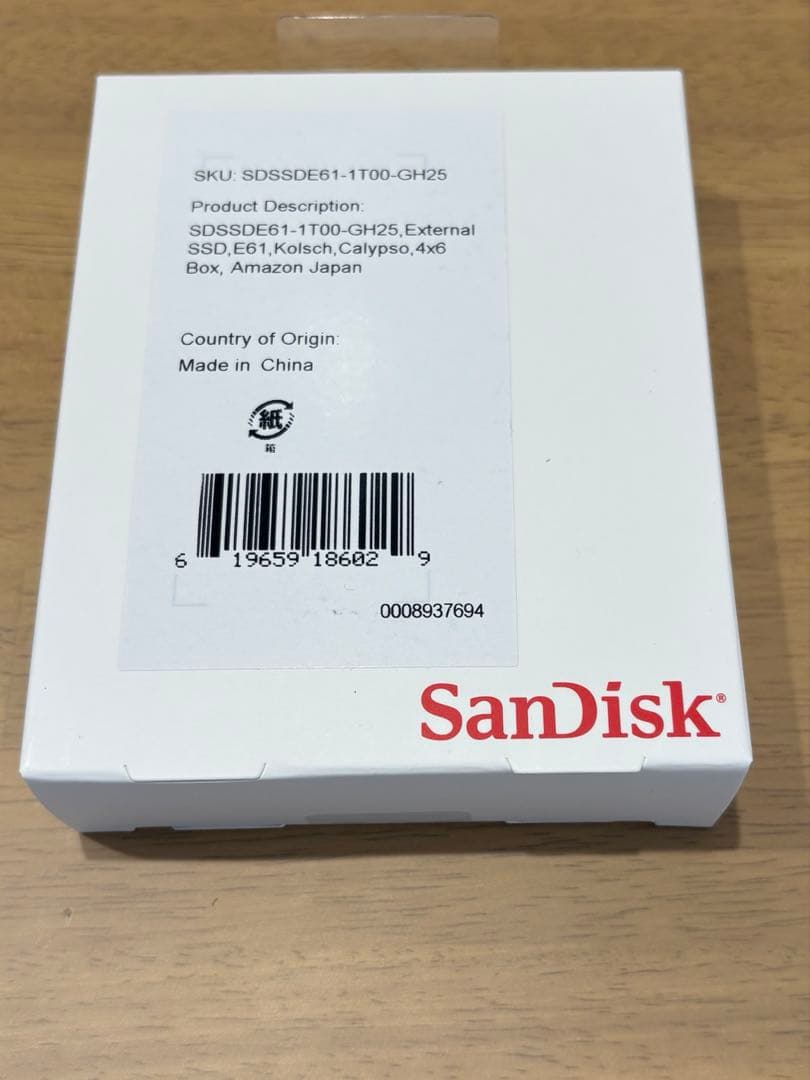 SKU: SDSSDE61-1T00-GH25
Product Description:
SDSSDE61-1T00-GH25,External
SSD,E61,Kolsch,Calypso,4x6
Box, Amazon Japan
Country of Origin:
Made in China
紙
箱
6 19659 18602 9
0008937694
SanDisk®